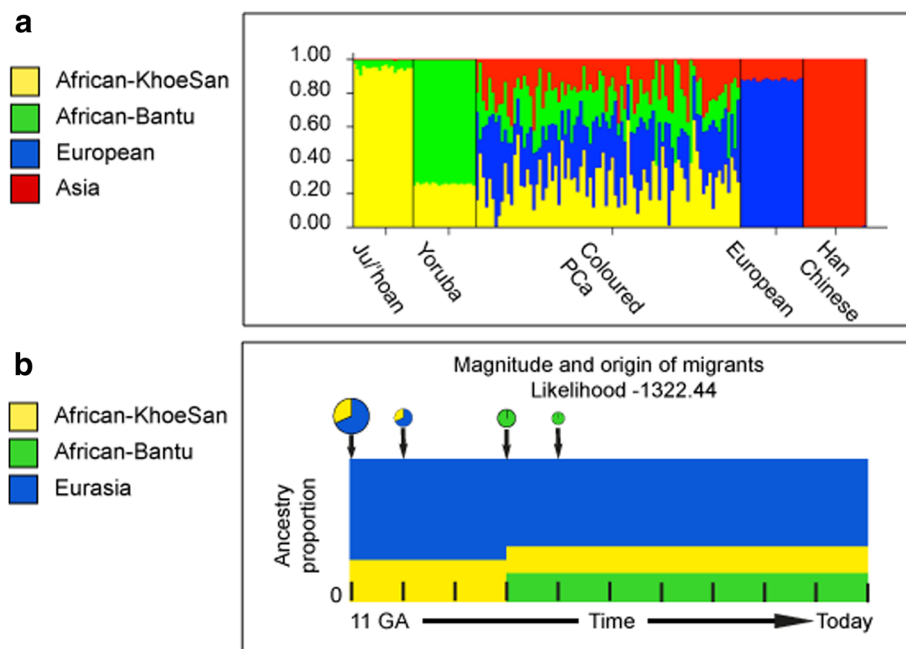 a
African-KhoeSan
African-Bantu
European
Asia
1.00
0.80
0.60
0.40
0.20
0.00
Ju/'hoan
Yoruba
Coloured
PCa
European
Han
Chinese
b
African-KhoeSan
African-Bantu
Eurasia
Magnitude and origin of migrants
Likelihood -1322.44
Ancestry
proportion
0
11 GA
Time
Today